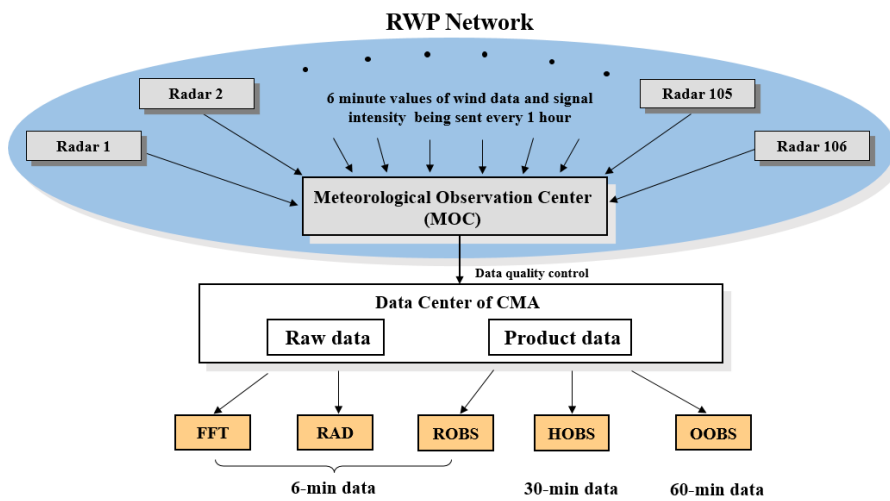 RWP Network
Radar 2
Radar 105
6 minute values of wind data and signal
intensity being sent every 1 hour
Radar 1
Radar 106
Meteorological Observation Center
(MOC)
Data quality control
Data Center of CMA
Raw data
Product data
FFT
RAD
ROBS
HOBS
OOBS
6-min data
30-min data
60-min data